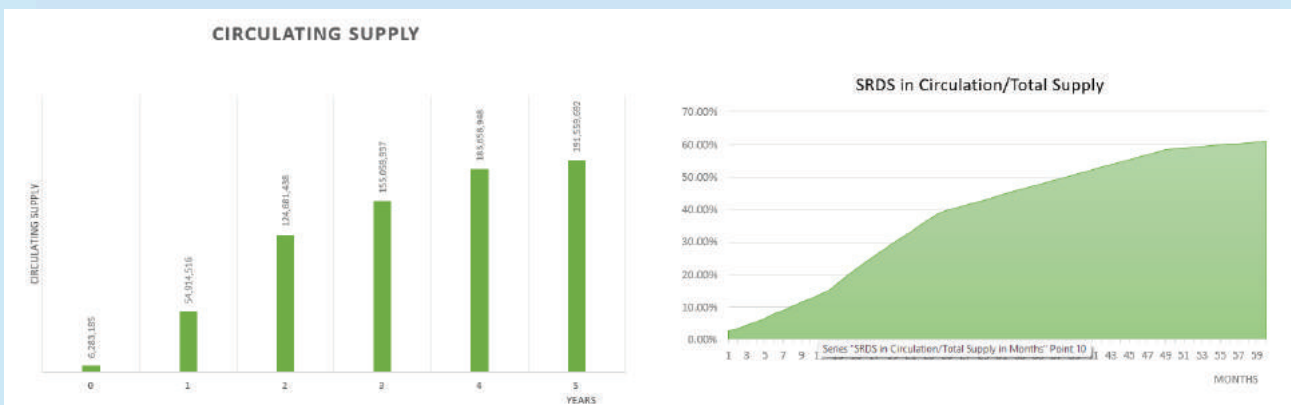 CIRCULATING SUPPLY
CIRCULATING SUPPLY
6,283,185
54,914,516
124,681,438
155,659,937
185,658,948
191,559,692
0 1 2 3 4 5
YEARS
SRDS in Circulation/Total Supply
70.00%
60.00%
50.00%
40.00%
30.00%
20.00%
10.00%
0.00%
1 3 5 7 9 43 45 47 49 51 53 55 57 59
Series "SRDS in Circulation/Total Supply in Months" Point 10
MONTHS